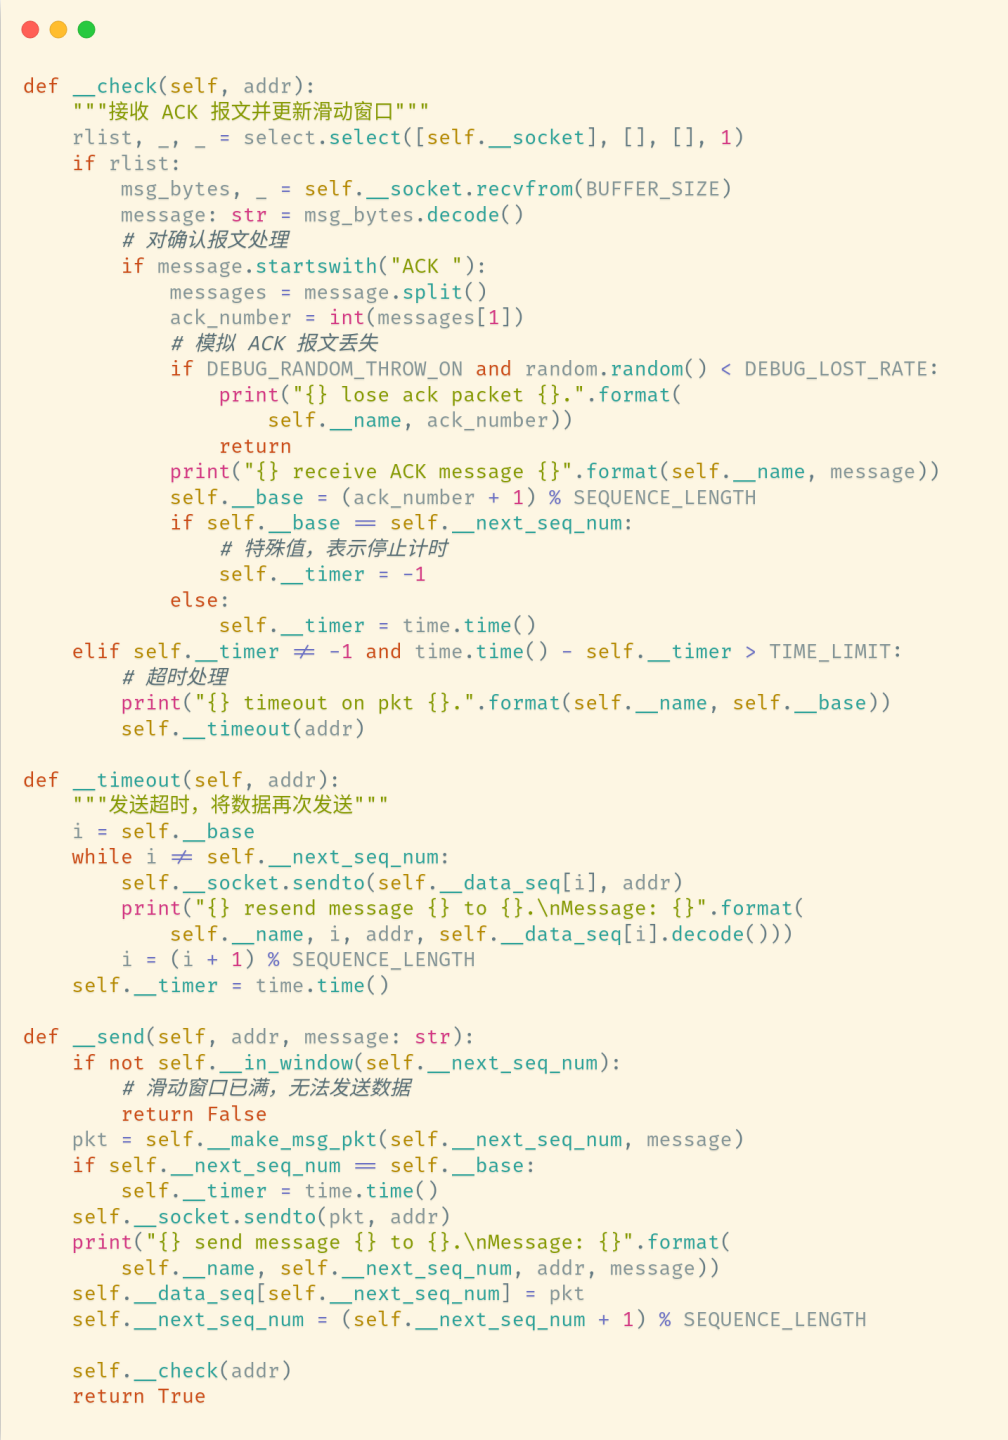 def __check(self, addr):
    """接收 ACK 报文并更新滑动窗口"""
    rlist, _, _ = select.select([self.__socket], [], [], 1)
    if rlist:
        msg_bytes, _ = self.__socket.recvfrom(BUFFER_SIZE)
        message: str = msg_bytes.decode()
        # 对确认报文处理
        if message.startswith("ACK "):
            messages = message.split()
            ack_number = int(messages[1])
            # 模拟 ACK 报文丢失
            if DEBUG_RANDOM_THROW_ON and random.random() < DEBUG_LOST_RATE:
                print("{} lose ack packet {}.".format(
                    self.__name, ack_number))
                return
            print("{} receive ACK message {}".format(self.__name, message))
            self.__base = (ack_number + 1) % SEQUENCE_LENGTH
            if self.__base == self.__next_seq_num:
                # 特殊值，表示停止计时
                self.__timer = -1
            else:
                self.__timer = time.time()
    elif self.__timer != -1 and time.time() - self.__timer > TIME_LIMIT:
        # 超时处理
        print("{} timeout on pkt {}.".format(self.__name, self.__base))
        self.__timeout(addr)

def __timeout(self, addr):
    """发送超时，将数据再次发送"""
    i = self.__base
    while i != self.__next_seq_num:
        self.__socket.sendto(self.__data_seq[i], addr)
        print("{} resend message {} to {}.\nMessage: {}".format(
            self.__name, i, addr, self.__data_seq[i].decode()))
        i = (i + 1) % SEQUENCE_LENGTH
    self.__timer = time.time()

def __send(self, addr, message: str):
    if not self.__in_window(self.__next_seq_num):
        # 滑动窗口已满，无法发送数据
        return False
    pkt = self.__make_msg_pkt(self.__next_seq_num, message)
    if self.__next_seq_num == self.__base:
        self.__timer = time.time()
    self.__socket.sendto(pkt, addr)
    print("{} send message {} to {}.\nMessage: {}".format(
        self.__name, self.__next_seq_num, addr, message))
    self.__data_seq[self.__next_seq_num] = pkt
    self.__next_seq_num = (self.__next_seq_num + 1) % SEQUENCE_LENGTH

    self.__check(addr)
    return True